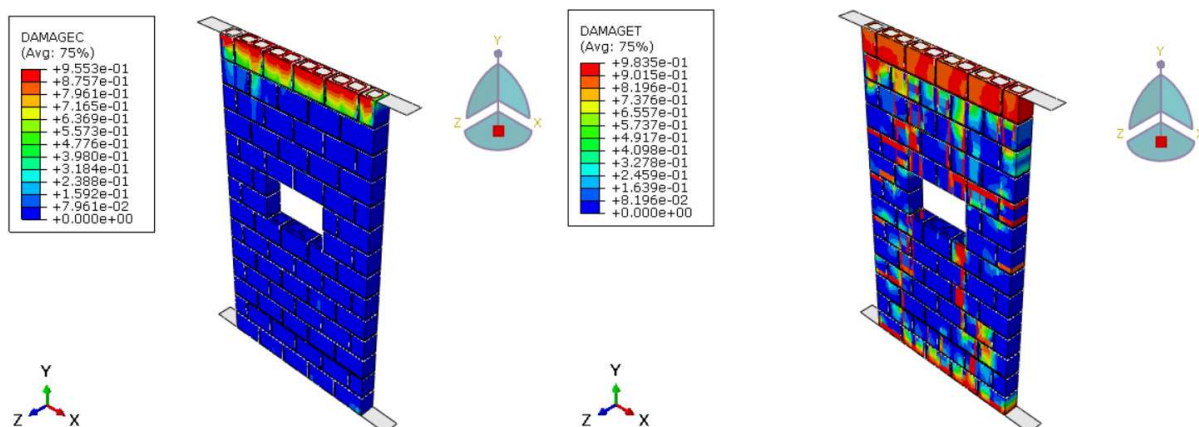 DAMAGEC
(Avg: 75%)
+9.553e-01
+8.757e-01
+7.961e-01
+7.165e-01
+6.369e-01
+5.573e-01
+4.776e-01
+3.980e-01
+3.184e-01
+2.388e-01
+1.592e-01
+7.961e-02
+0.000e+00
Y
Z
X
Y
Z
X
DAMAGET
(Avg: 75%)
+9.835e-01
+9.015e-01
+8.196e-01
+7.376e-01
+6.557e-01
+5.737e-01
+4.917e-01
+4.098e-01
+3.278e-01
+2.459e-01
+1.639e-01
+8.196e-02
+0.000e+00
Y
Z
Y
Z
X